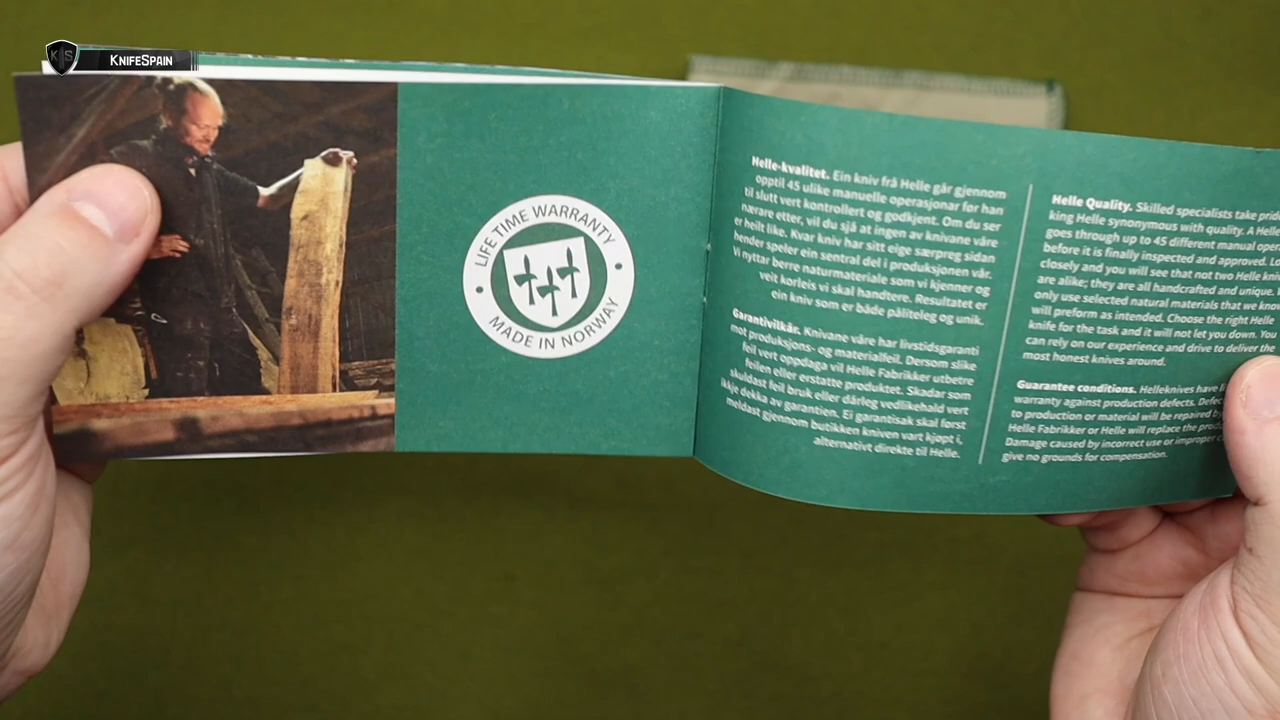 KNIFESPAIN
LIFE TIME WARRANTY
MADE IN NORWAY
Helle-kvalitet. Ein kniv frå Helle går gjennom
opptil 45 ulike manuelle operasjonar før han
til slutt vert kontrollert og godkjent. Om du ser
nærare etter, vil du sjå at ingen av knivane våre
er heilt like. Kvar kniv har sitt eige særpreg sidan
hender speler ein sentral del i produksjonen vår.
Vi nyttar berre naturmateriale som vi kjenner og
veit korleis vi skal handtere. Resultatet er
ein kniv som er både påliteleg og unik.
Garantivilkår. Knivane våre har livstidsgaranti
mot produksjons- og materialfeil. Dersom slike
feil vert oppdaga vil Helle Fabrikker utbetre
feilen eller erstatte produktet. Skadar som
skuldast feil bruk eller dårleg vedlikehald vert
ikkje dekka av garantien. Ei garantisak skal først
meldast gjennom butikken kniven vart kjøpt i,
alternativt direkte til Helle.
Helle Quality. Skilled specialists take
king Helle synonymous with quality. A
goes through up to 45 different manual
before it is finally inspected and approved.
closely and you will see that not two Helle
are alike; they are all handcrafted and unique.
only use selected natural materials that we
will preform as intended. Choose the right Helle
knife for the task and it will not let you down. You
can rely on our experience and drive to deliver the
most honest knives around.
Guarantee conditions. Helleknives have
warranty against production defects.
to production or material will be repaired by
Helle Fabrikker or Helle will replace the
Damage caused by incorrect use or improper
give no grounds for compensation.